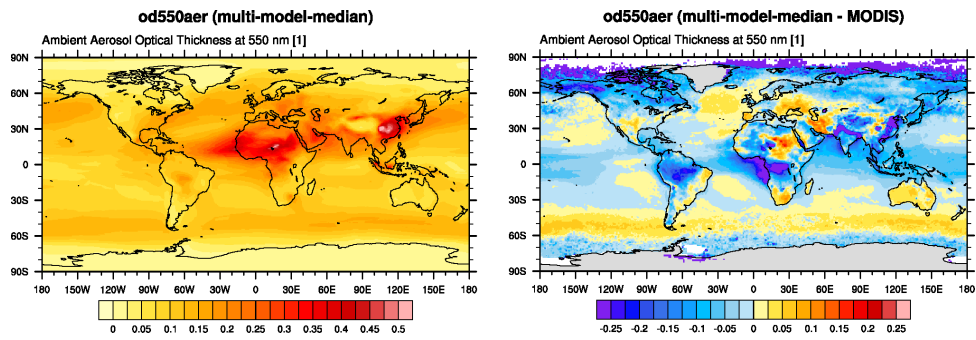 od550aer (multi-model-median)
Ambient Aerosol Optical Thickness at 550 nm [1]
90N
60N
30N
0
30S
60S
90S
180 150W 120W 90W 60W 30W 0 30E 60E 90E 120E 150E 180
0 0.05 0.1 0.15 0.2 0.25 0.3 0.35 0.4 0.45 0.5
od550aer (multi-model-median - MODIS)
Ambient Aerosol Optical Thickness at 550 nm [1]
90N
60N
30N
0
30S
60S
90S
180 150W 120W 90W 60W 30W 0 30E 60E 90E 120E 150E 180
-0.25 -0.2 -0.15 -0.1 -0.05 0 0.05 0.1 0.15 0.2 0.25